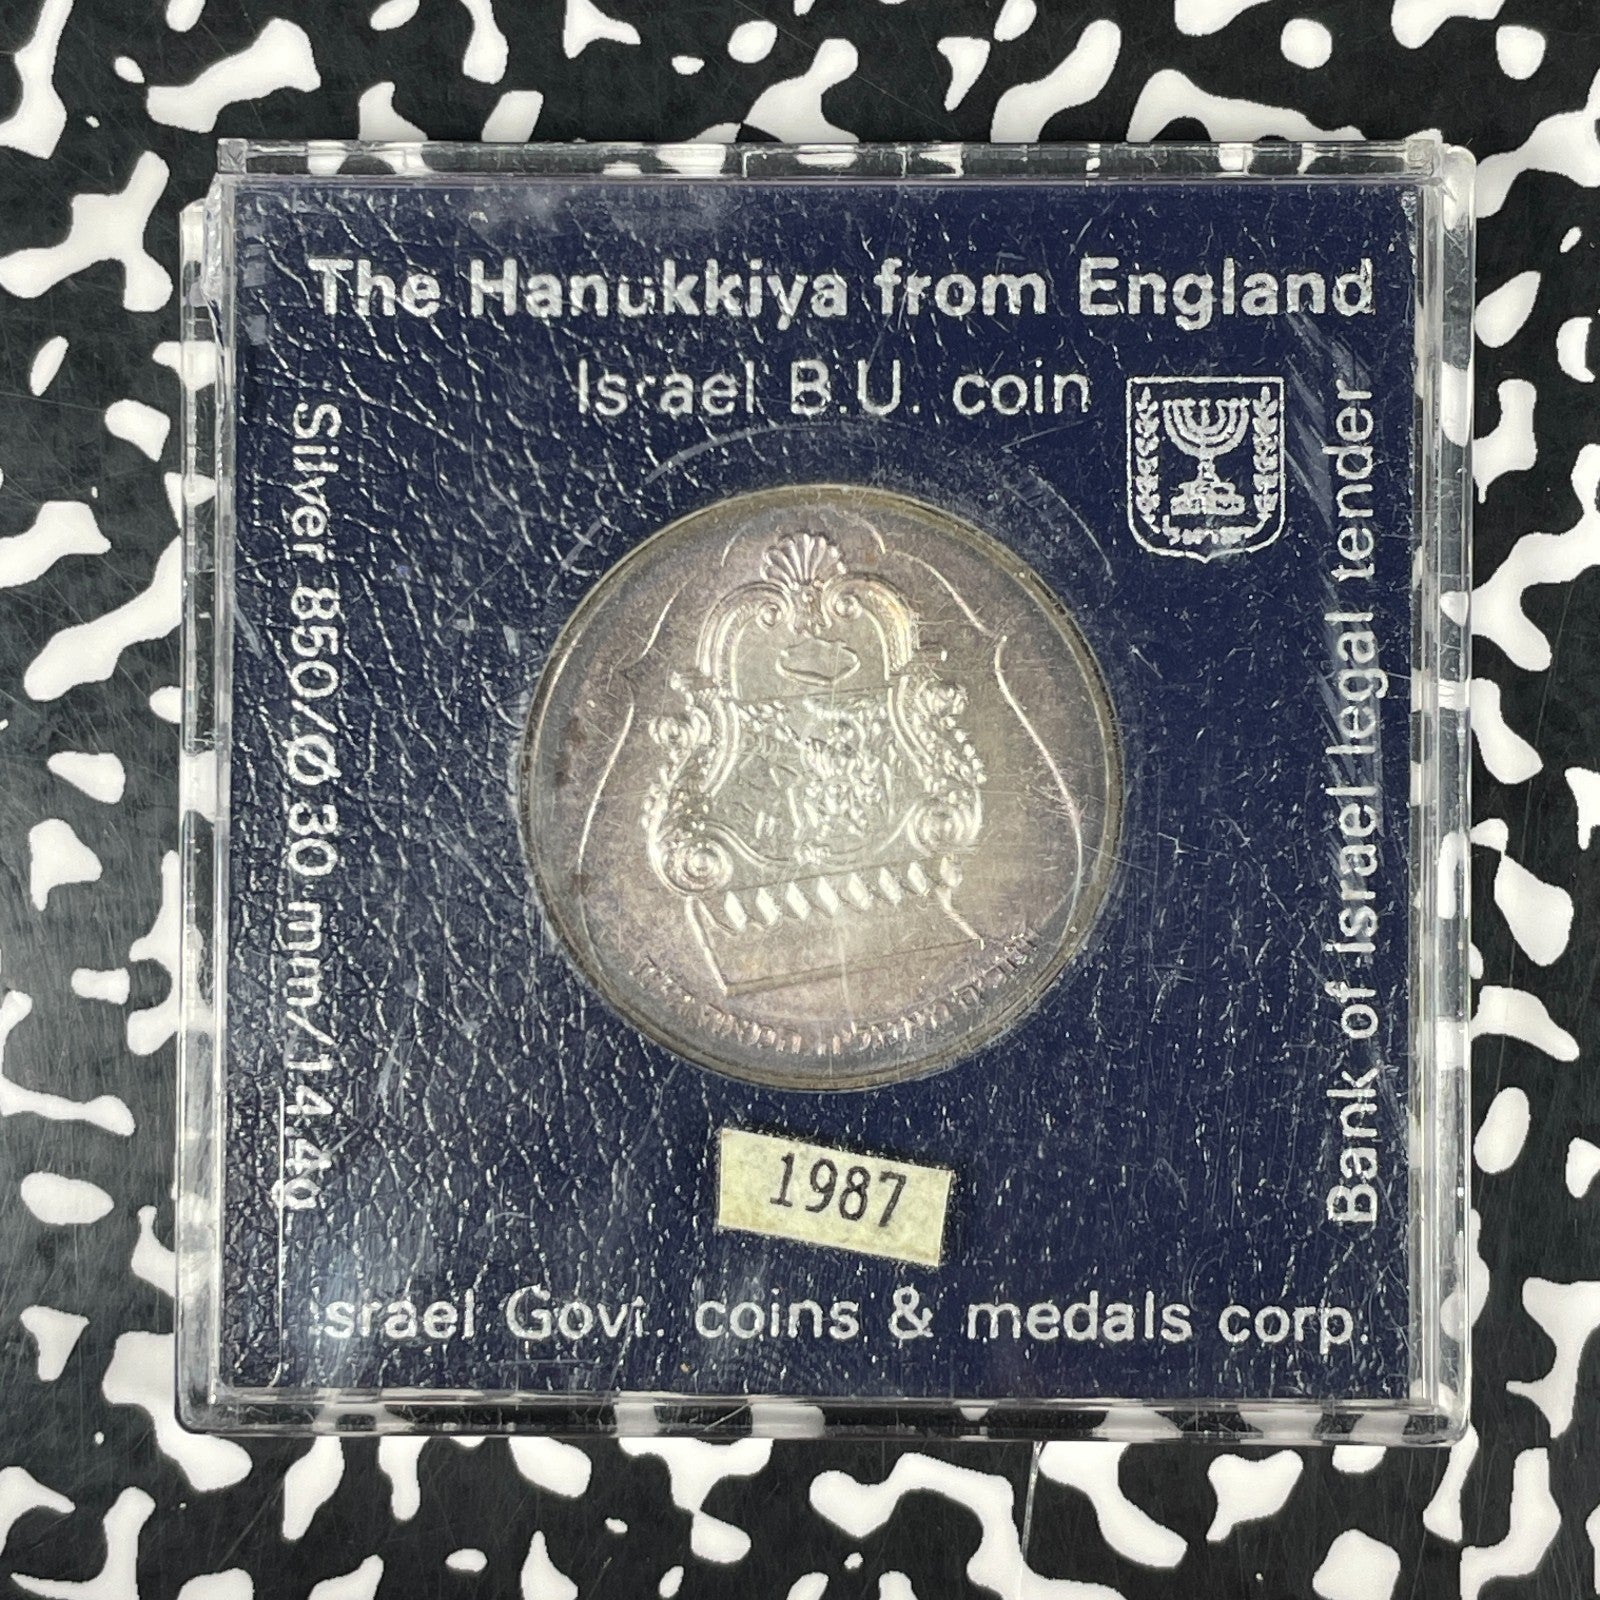 The Hanukkiya from England
Israel B.U. coin
ישראל
Silver 850/Ø 30 mm/14.4g
Bank of Israel legal tender
1987
Israel Govt. coins & medals corp.